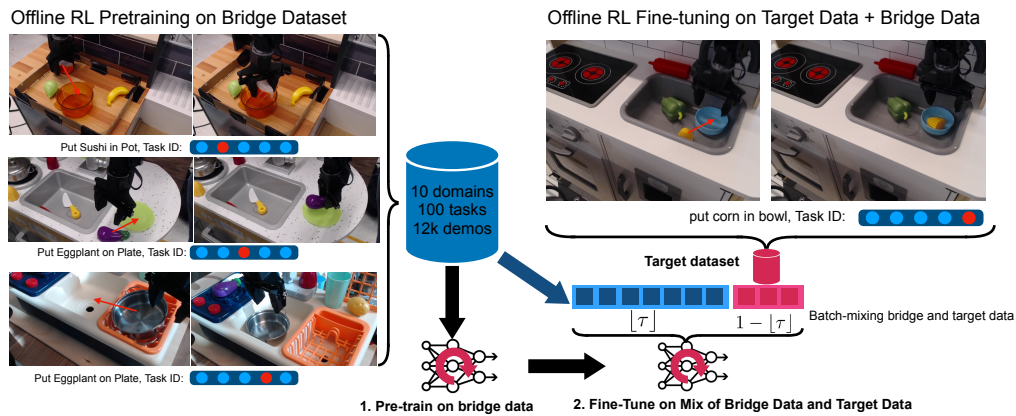 Offline RL Pretraining on Bridge Dataset
Put Sushi in Pot, Task ID:
Put Eggplant on Plate, Task ID:
Put Eggplant on Plate, Task ID:
10 domains
100 tasks
12k demos
1. Pre-train on bridge data
Offline RL Fine-tuning on Target Data + Bridge Data
put corn in bowl, Task ID:
Target dataset
Batch-mixing bridge and target data
⌊τ⌋
1 − ⌊τ⌋
2. Fine-Tune on Mix of Bridge Data and Target Data